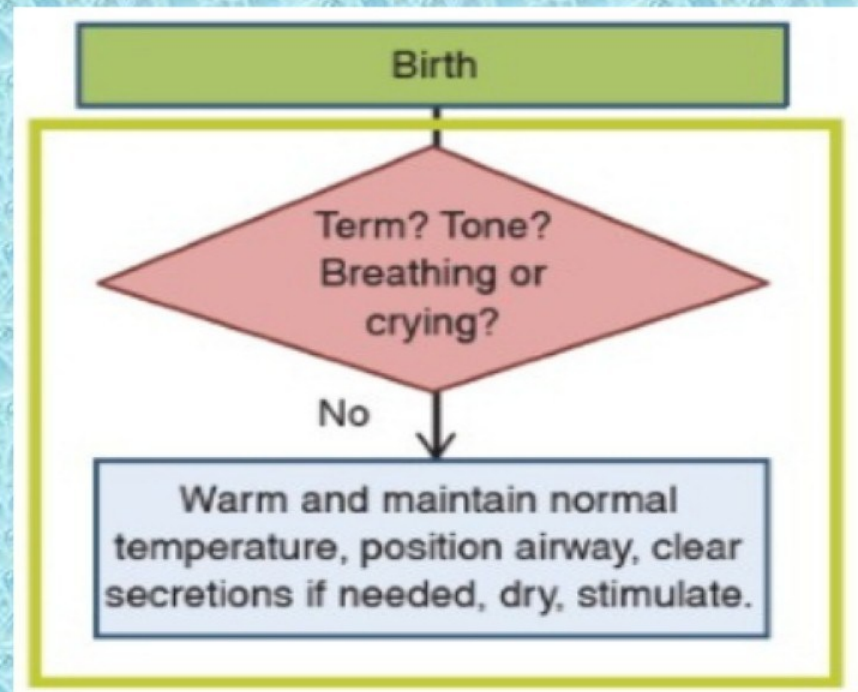 Birth
Term? Tone?
Breathing or
crying?
No
Warm and maintain normal
temperature, position airway, clear
secretions if needed, dry, stimulate.